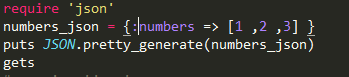 require 'json'
numbers_json = {:numbers => [1 ,2 ,3] }
puts JSON.pretty_generate(numbers_json)
gets